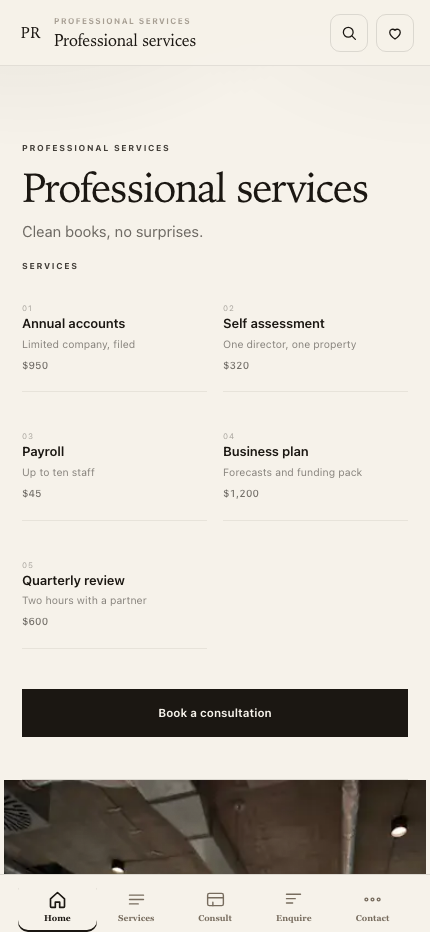 PR
PROFESSIONAL SERVICES
Professional services
PROFESSIONAL SERVICES
Professional services
Clean books, no surprises.
SERVICES
01
Annual accounts
Limited company, filed
$950
02
Self assessment
One director, one property
$320
03
Payroll
Up to ten staff
$45
04
Business plan
Forecasts and funding pack
$1,200
05
Quarterly review
Two hours with a partner
$600
Book a consultation
Home
Services
Consult
Enquire
Contact